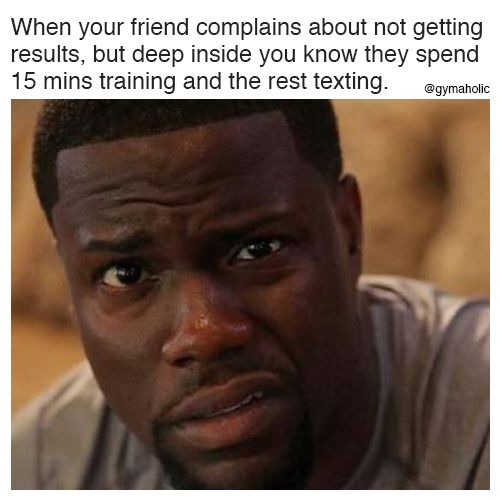 When your friend complains about not getting
results, but deep inside you know they spend
15 mins training and the rest texting.
@gymaholic